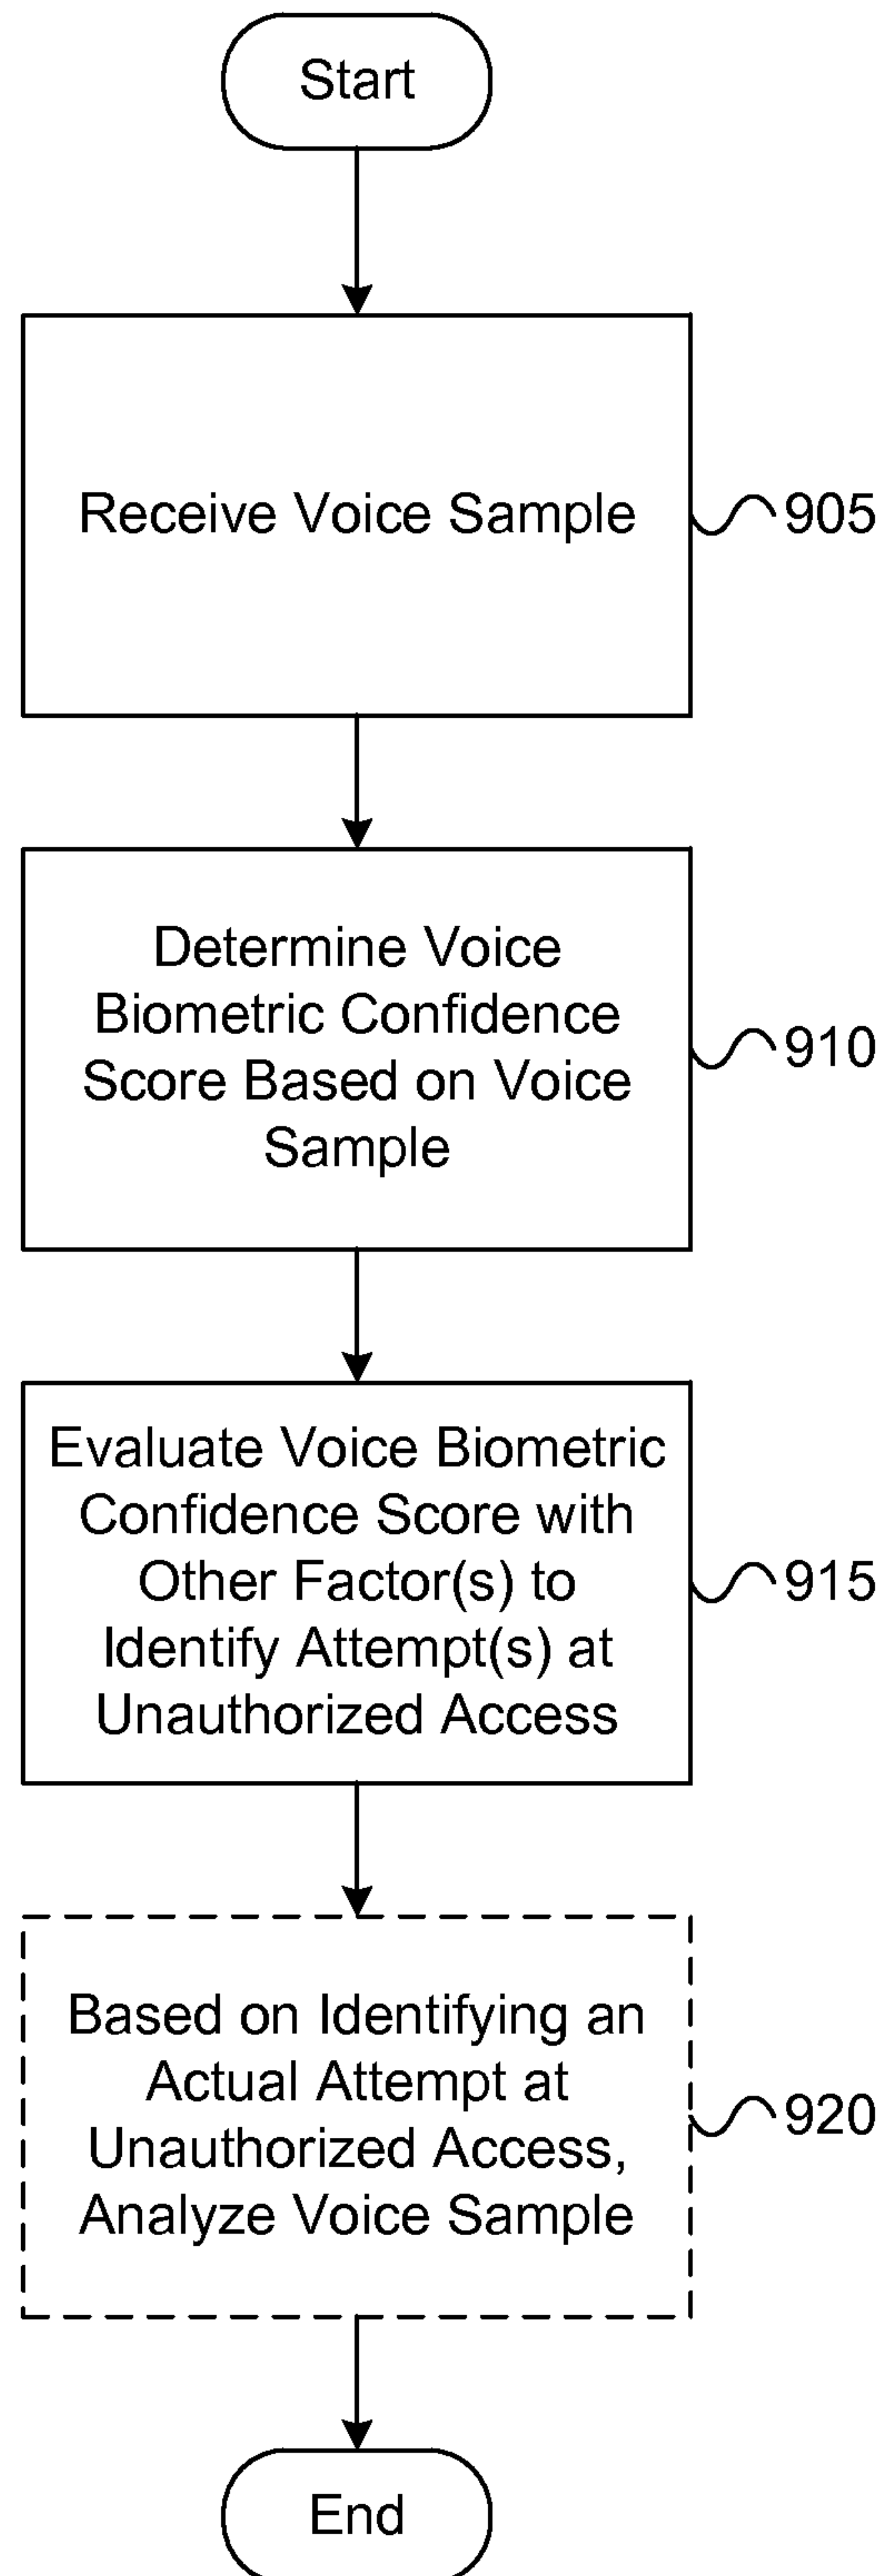 Start
Receive Voice Sample
905
Determine Voice
Biometric Confidence
Score Based on Voice
Sample
910
Evaluate Voice Biometric
Confidence Score with
Other Factor(s) to
Identify Attempt(s) at
Unauthorized Access
915
Based on Identifying an
Actual Attempt at
Unauthorized Access,
Analyze Voice Sample
920
End